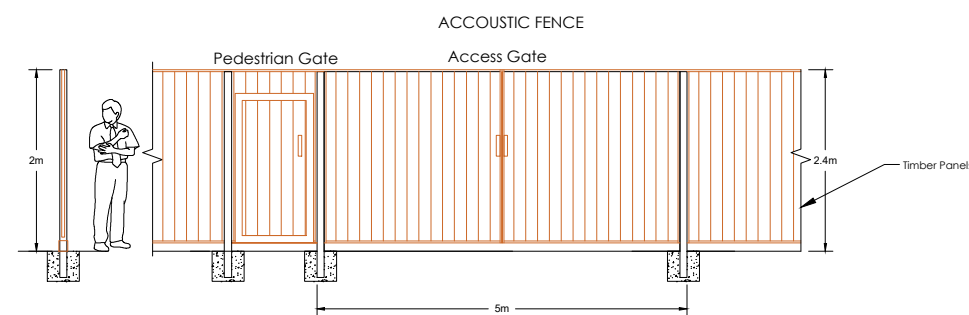 ACCOUSTIC FENCE
Pedestrian Gate
Access Gate
2m
2.4m
Timber Panel
5m